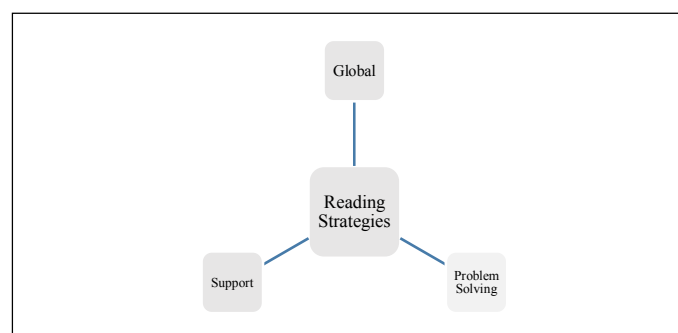 Global
Reading
Strategies
Support
Problem
Solving